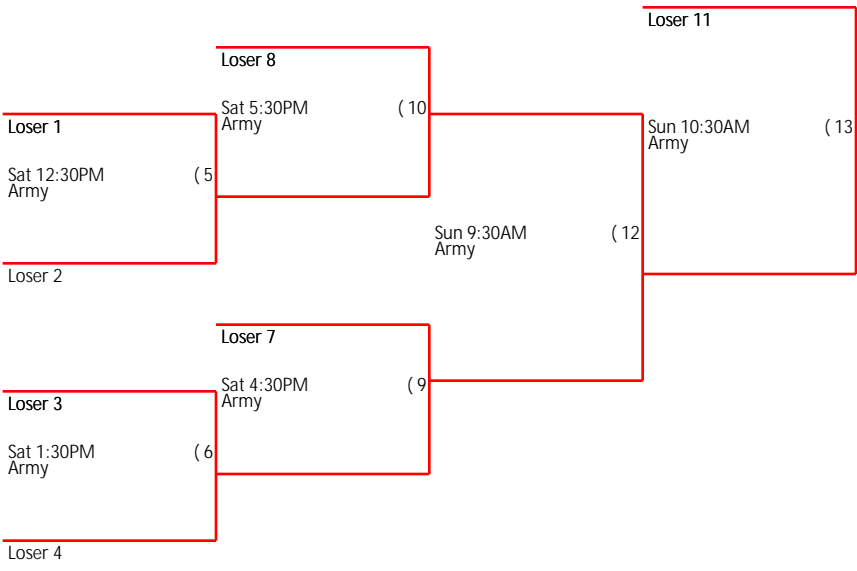 Loser 11
Loser 8
Sat 5:30PM ( 10
Army
Loser 1
Sun 10:30AM ( 13
Army
Sat 12:30PM ( 5
Army
Sun 9:30AM ( 12
Army
Loser 2
Loser 7
Sat 4:30PM ( 9
Army
Loser 3
Sat 1:30PM ( 6
Army
Loser 4